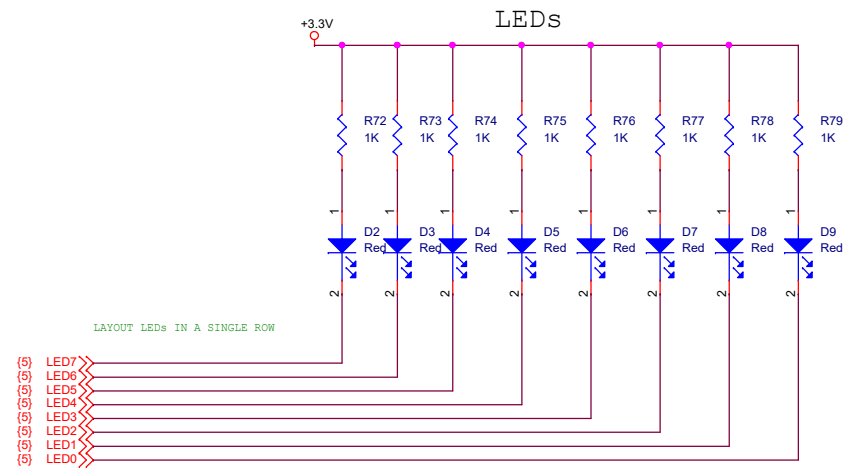 LEDs
+3.3V
R72 R73 R74 R75 R76 R77 R78 R79
1K 1K 1K 1K 1K 1K 1K 1K
1 1 1 1 1 1 1 1
D2 D3 D4 D5 D6 D7 D8 D9
Red Red Red Red Red Red Red Red
2 2 2 2 2 2 2 2
LAYOUT LEDs IN A SINGLE ROW
{5} LED7
{5} LED6
{5} LED5
{5} LED4
{5} LED3
{5} LED2
{5} LED1
{5} LED0